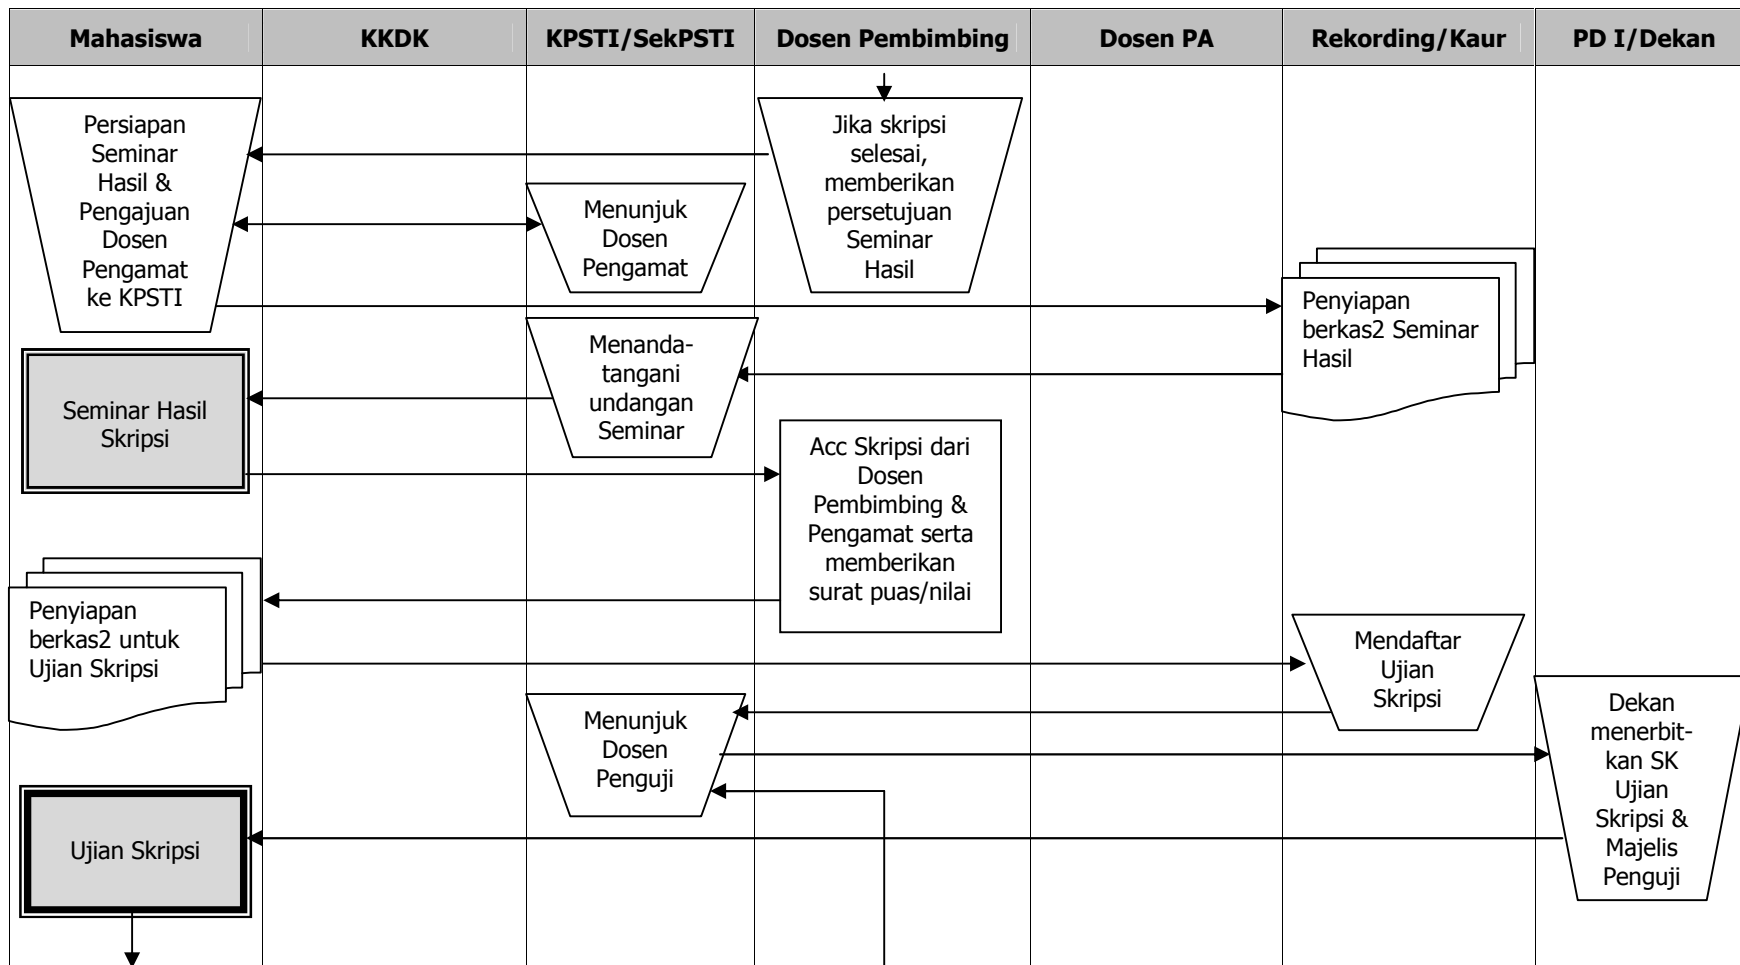 Mahasiswa
KKDK
KPSTI/SekPSTI
Dosen Pembimbing
Dosen PA
Rekording/Kaur
PD I/Dekan
Persiapan
Seminar
Hasil &
Pengajuan
Dosen
Pengamat
ke KPSTI
Menunjuk
Dosen
Pengamat
Jika skripsi
selesai,
memberikan
persetujuan
Seminar
Hasil
Penyiapan
berkas2 Seminar
Hasil
Menanda-
tangani
undangan
Seminar
Seminar Hasil
Skripsi
Acc Skripsi dari
Dosen
Pembimbing &
Pengamat serta
memberikan
surat puas/nilai
Penyiapan
berkas2 untuk
Ujian Skripsi
Mendaftar
Ujian
Skripsi
Menunjuk
Dosen
Penguji
Dekan
menerbit-
kan SK
Ujian
Skripsi &
Majelis
Penguji
Ujian Skripsi